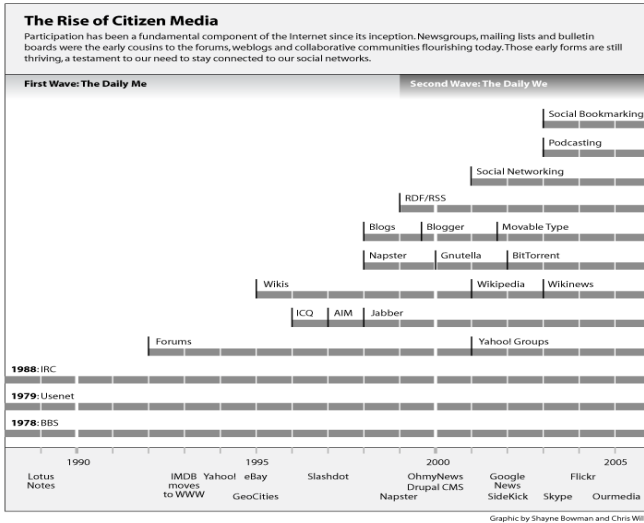 The Rise of Citizen Media
Participation has been a fundamental component of the Internet since its inception. Newsgroups, mailing lists and bulletin
boards were the early cousins to the forums, weblogs and collaborative communities flourishing today. Those early forms are still
thriving, a testament to our need to stay connected to our social networks.
First Wave: The Daily Me
Second Wave: The Daily We
Social Bookmarking
Podcasting
Social Networking
RDF/RSS
Blogs Blogger Movable Type
Napster Gnutella BitTorrent
Wikis Wikipedia Wikinews
ICQ AIM Jabber
Forums Yahoo! Groups
1988: IRC
1979: Usenet
1978: BBS
1990 1995 2000 2005
Lotus Notes
IMDB moves to WWW
Yahoo!
eBay
GeoCities
Slashdot
Napster
OhmyNews
Drupal CMS
Google News
SideKick
Skype
Flickr
Ourmedia
Graphic by Shayne Bowman and Chris Will